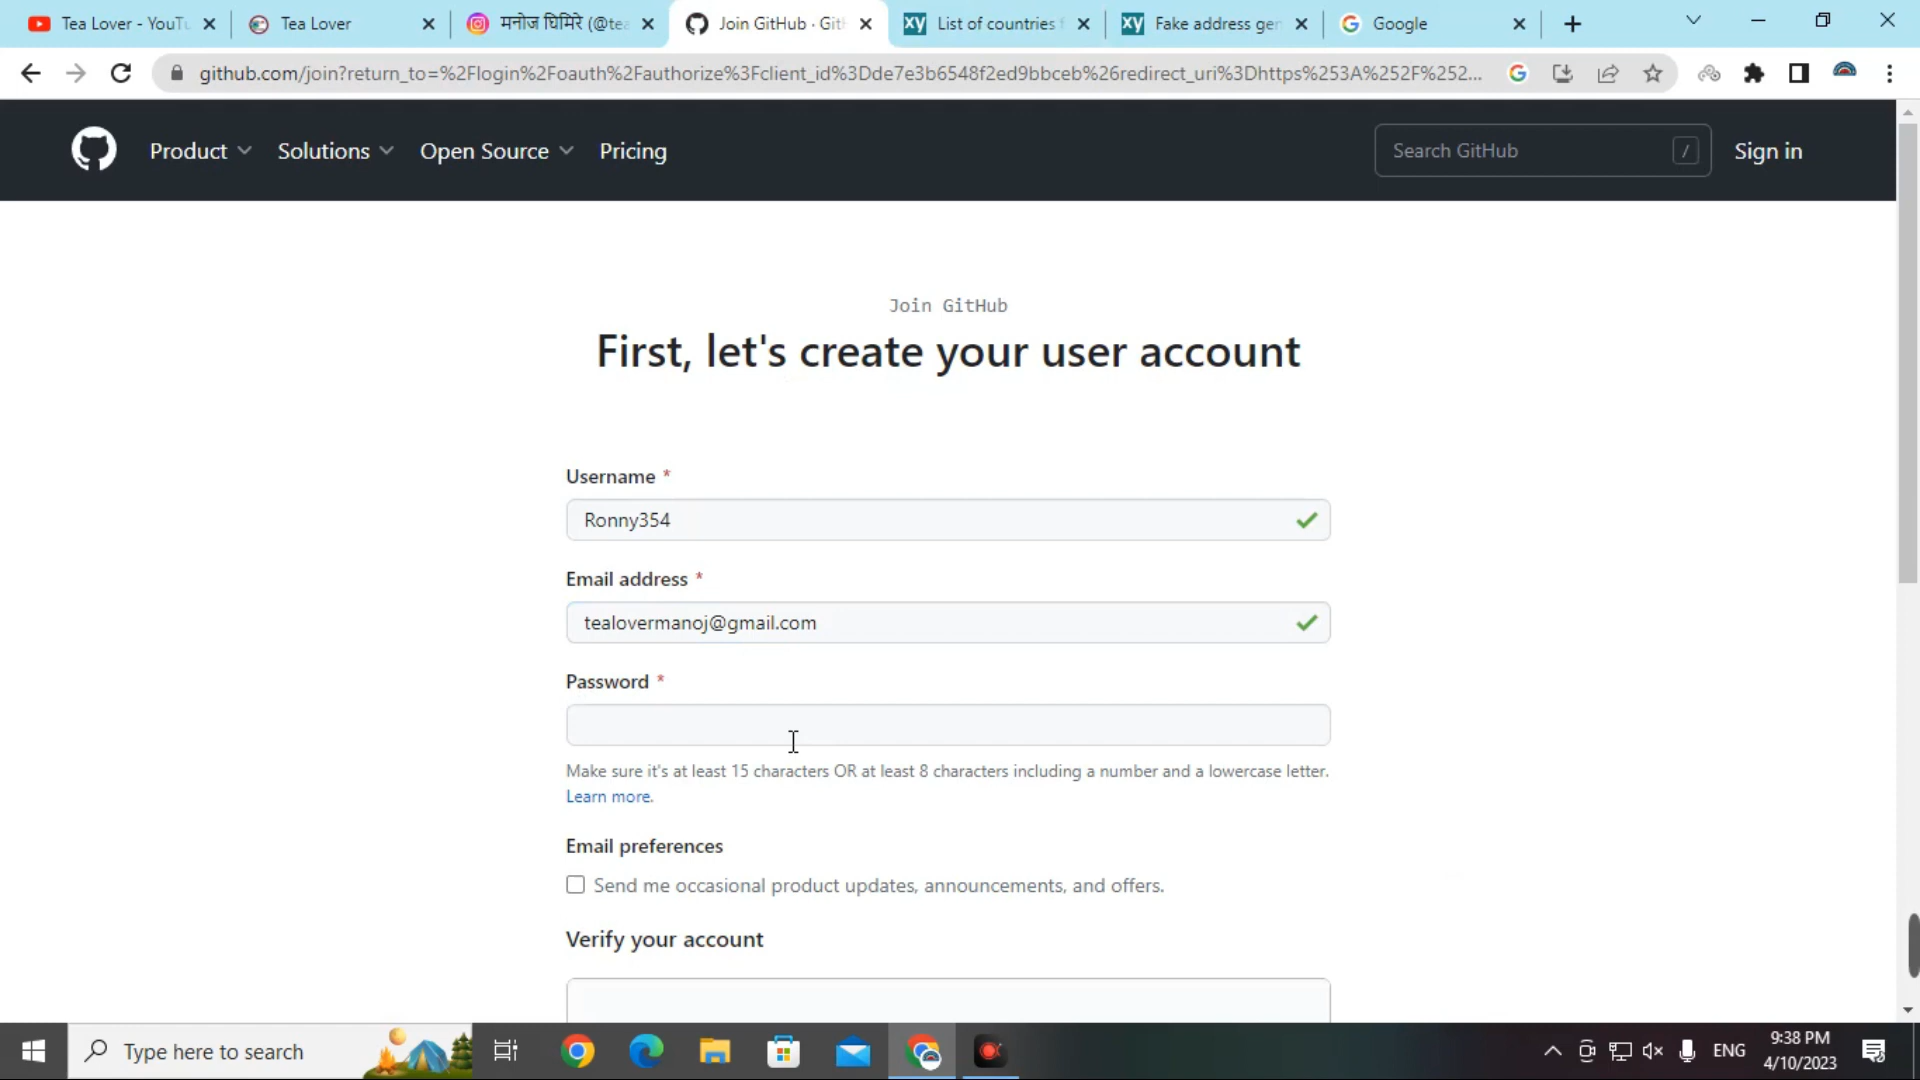 Tea Lover - YouTu
Tea Lover
मनोज घिमिरे (@tea
Join GitHub · Git
xy List of countries f
xy Fake address gen
Google
github.com/join?return_to=%2Flogin%2Foauth%2Fauthorize%3Fclient_id%3Dde7e3b6548f2ed9bbceb%26redirect_uri%3Dhttps%253A%252F%252...
Product
Solutions
Open Source
Pricing
Search GitHub /
Sign in
Join GitHub
First, let's create your user account
Username *
Ronny354
Email address *
tealovermanoj@gmail.com
Password *
Make sure it's at least 15 characters OR at least 8 characters including a number and a lowercase letter.
Learn more.
Email preferences
Send me occasional product updates, announcements, and offers.
Verify your account
Type here to search
ENG
9:38 PM
4/10/2023